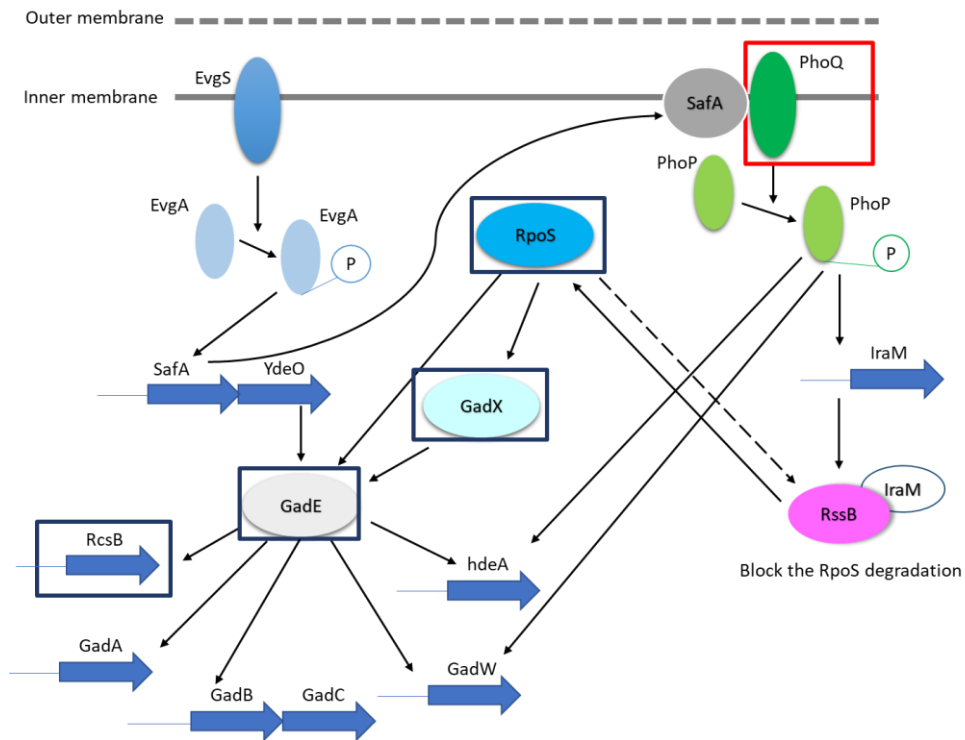 Outer membrane
EvgS
PhoQ
Inner membrane
SafA
PhoP
EvgA
EvgA
PhoP
RpoS
P
P
SafA
YdeO
IraM
GadX
IraM
GadE
RssB
RcsB
hdeA
Block the RpoS degradation
GadA
GadW
GadB
GadC